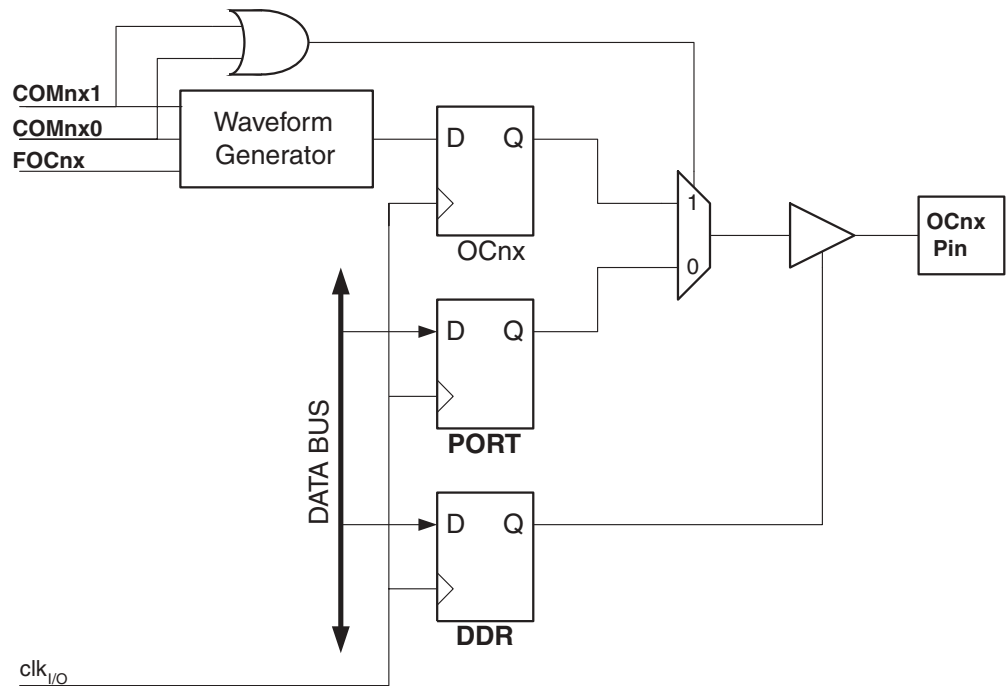 COMnx1
COMnx0
FOCnx
Waveform
Generator
D Q
OCnx
1
0
OCnx
Pin
D Q
PORT
DATA BUS
D Q
DDR
clkI/O